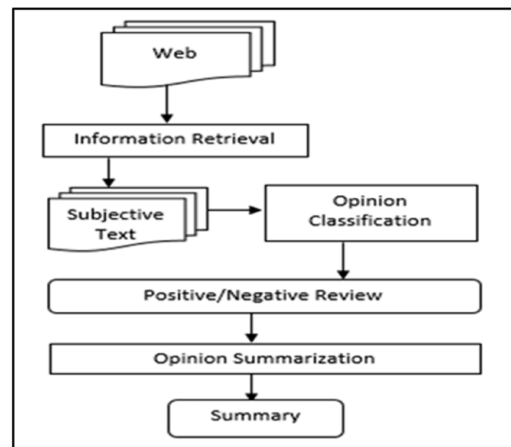 Web
Information Retrieval
Subjective
Text
Opinion
Classification
Positive/Negative Review
Opinion Summarization
Summary